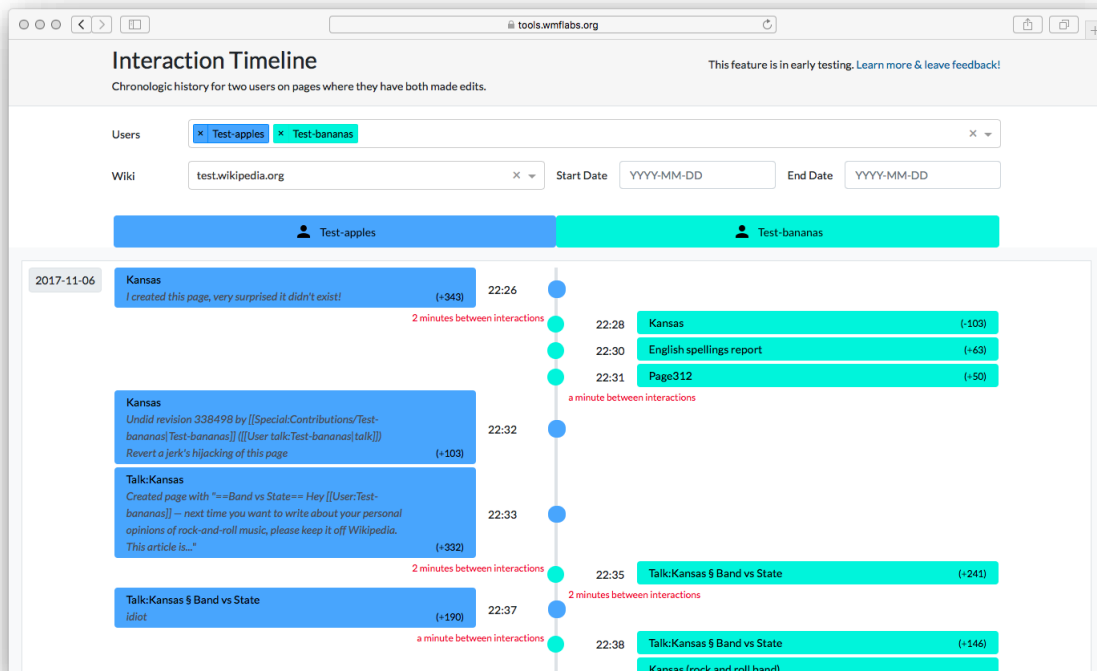 tools.wmflabs.org
Interaction Timeline
This feature is in early testing. Learn more & leave feedback!
Chronologic history for two users on pages where they have both made edits.
Users
× Test-apples × Test-bananas
Wiki
test.wikipedia.org
Start Date
YYYY-MM-DD
End Date
YYYY-MM-DD
Test-apples
Test-bananas
2017-11-06
Kansas
I created this page, very surprised it didn't exist! (+343)
22:26
2 minutes between interactions
22:28
Kansas (-103)
22:30
English spellings report (+63)
22:31
Page312 (+50)
a minute between interactions
Kansas
Undid revision 338498 by [[Special:Contributions/Test-
bananas|Test-bananas]] ([[User talk:Test-bananas|talk]])
Revert a jerk's hijacking of this page (+103)
22:32
Talk:Kansas
Created page with "==Band vs State== Hey [[User:Test-
bananas]] — next time you want to write about your personal
opinions of rock-and-roll music, please keep it off Wikipedia.
This article is..." (+332)
22:33
2 minutes between interactions
22:35
Talk:Kansas § Band vs State (+241)
2 minutes between interactions
Talk:Kansas § Band vs State
idiot (+190)
22:37
a minute between interactions
22:38
Talk:Kansas § Band vs State (+146)
Kansas (rock and roll band)